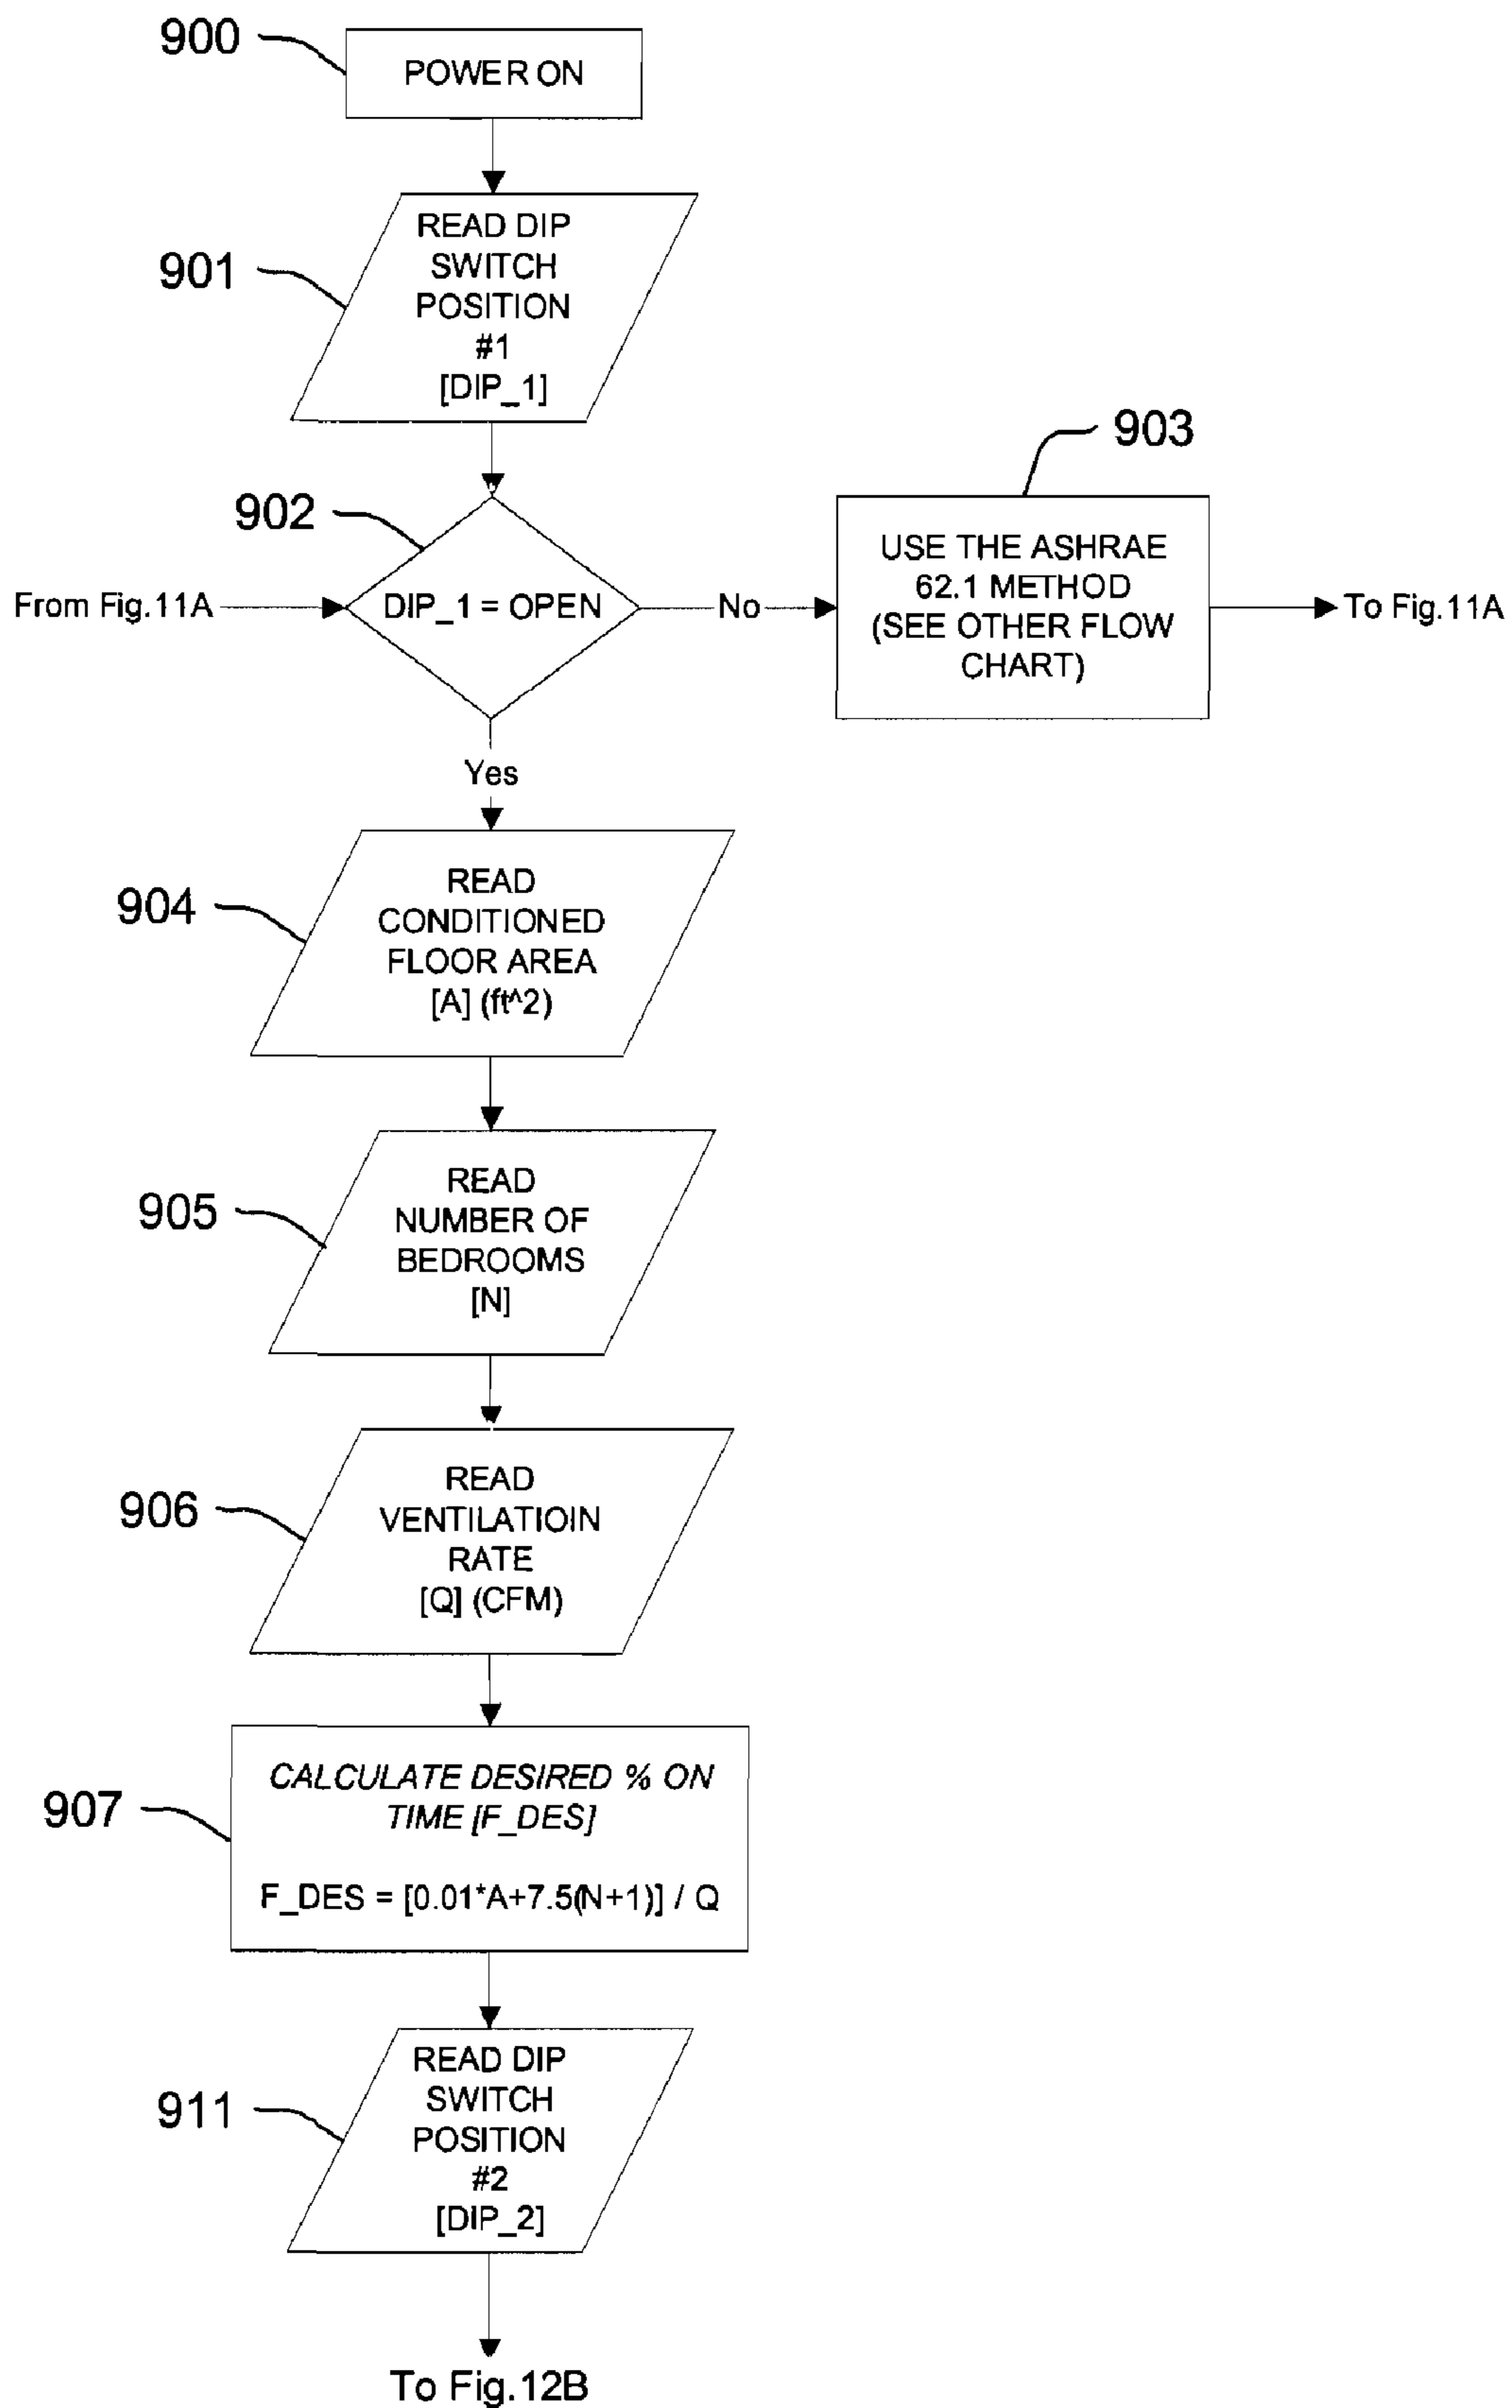 900
POWER ON
901
READ DIP
SWITCH
POSITION
#1
[DIP_1]
902
From Fig.11A
DIP_1 = OPEN
No
903
USE THE ASHRAE
62.1 METHOD
(SEE OTHER FLOW
CHART)
To Fig.11A
Yes
904
READ
CONDITIONED
FLOOR AREA
[A] (ft^2)
905
READ
NUMBER OF
BEDROOMS
[N]
906
READ
VENTILATIOIN
RATE
[Q] (CFM)
907
CALCULATE DESIRED % ON
TIME [F_DES]
F_DES = [0.01*A+7.5(N+1)] / Q
911
READ DIP
SWITCH
POSITION
#2
[DIP_2]
To Fig.12B